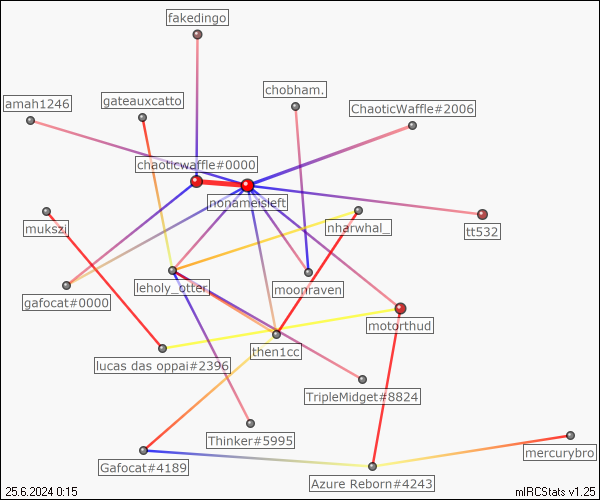 fakedingo
chobham.
amah1246
gateauxcatto
ChaoticWaffle#2006
chaoticwaffle#0000
nonameisleft
mukszi
nharwhal_
tt532
leholy_otter
moonraven
gafocat#0000
motorthud
then1cc
lucas das oppai#2396
TripleMidget#8824
Thinker#5995
mercurybro
Gafocat#4189
Azure Reborn#4243
25.6.2024 0:15
mIRCStats v1.25